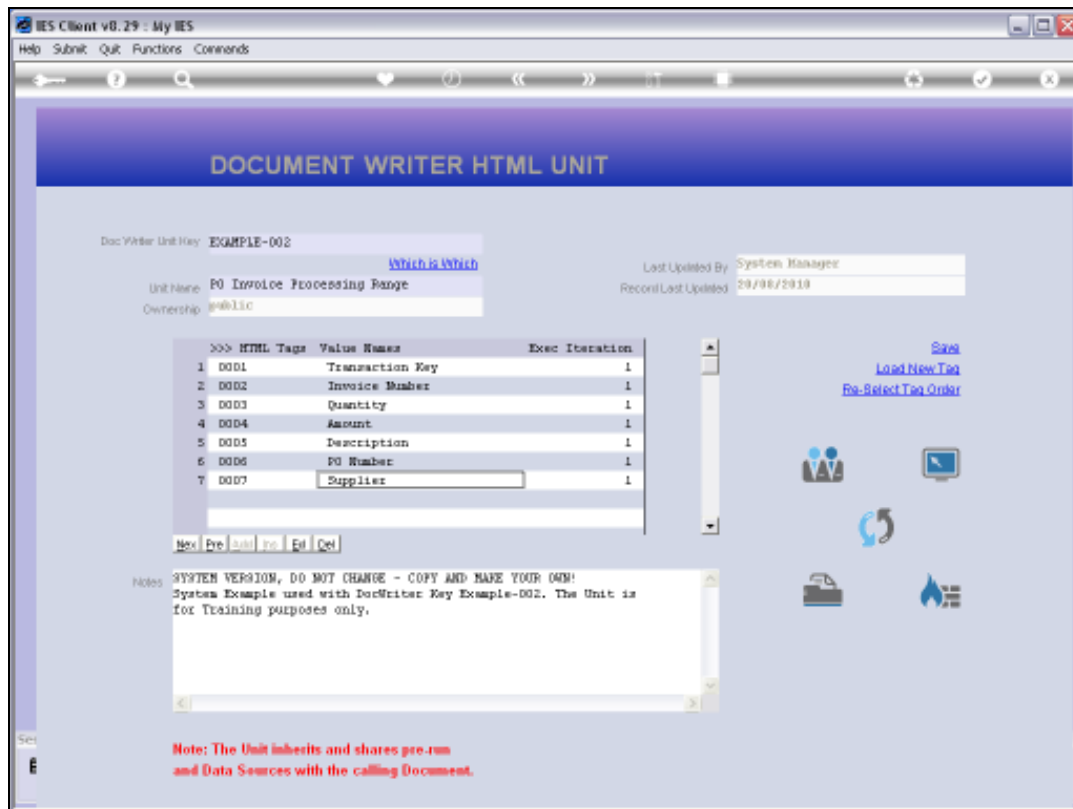 IES Client v8.29 : My IES
Help Submit Quit Functions Commands
DOCUMENT WRITER HTML UNIT
Doc Writer Unit Key EXAMPLE-002
Which is Which
Unit Name PO Invoice Processing Range
Ownership public
Last Updated By System Manager
Record Last Updated 20/08/2010
>>> HTML Tags Value Names Exec Iteration
1 0001 Transaction Key 1
2 0002 Invoice Number 1
3 0003 Quantity 1
4 0004 Amount 1
5 0005 Description 1
6 0006 PO Number 1
7 0007 Supplier 1
Save
Load New Tag
Re-Select Tag Order
Nex Pre Add Ins Ed Del
Notes SYSTEM VERSION, DO NOT CHANGE - COPY AND MAKE YOUR OWN!
System Example used with DocWriter Key Example-002. The Unit is
for Training purposes only.
Note: The Unit inherits and shares pre-run
and Data Sources with the calling Document.